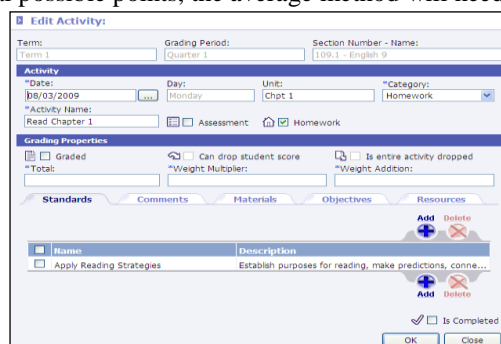 l possible points, the average method will need
Edit Activity:
Term: Grading Period: Section Number - Name:
Term 1 Quarter 1 109.1 - English 9
Activity
*Date: Day: Unit: *Category:
08/03/2009 ... Monday Chpt 1 Homework
*Activity Name:
Read Chapter 1 Assessment Homework
Grading Properties
Graded Can drop student score Is entire activity dropped
*Total: *Weight Multiplier: *Weight Addition:
Standards Comments Materials Objectives Resources
Add Delete
Name Description
Apply Reading Strategies Establish purposes for reading, make predictions, conne...
Add Delete
Is Completed
OK Close